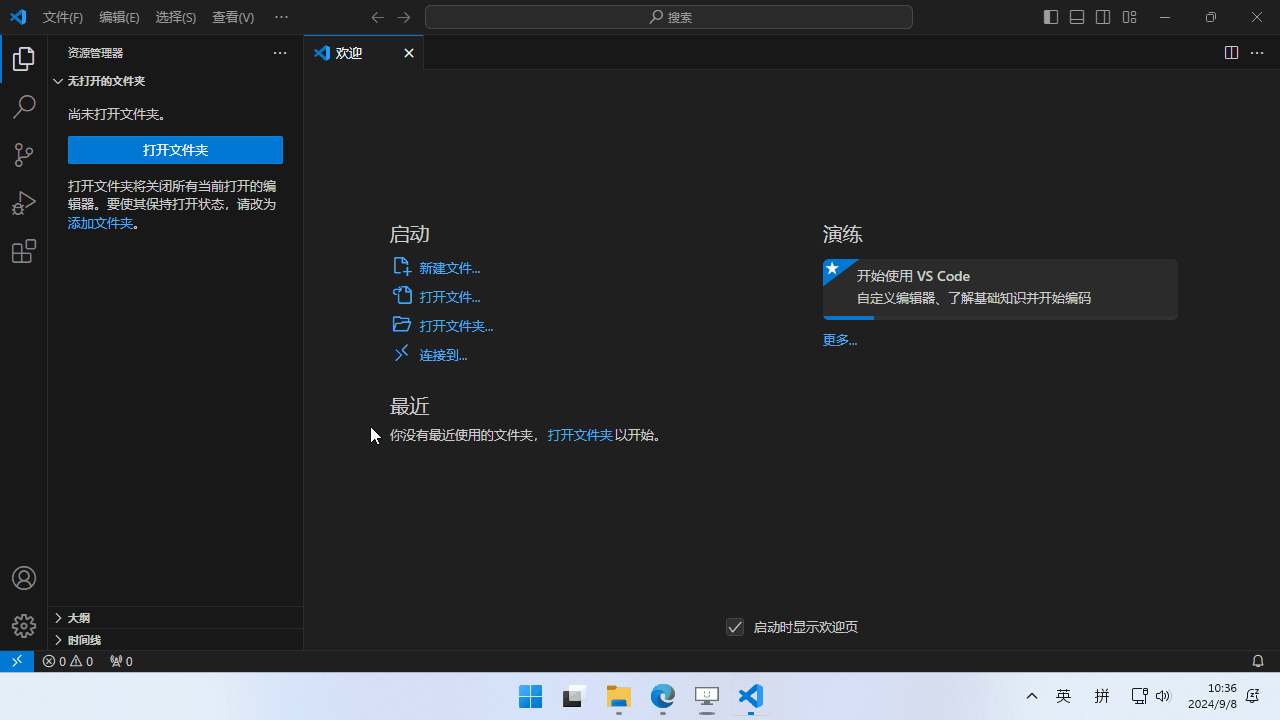 文件(F) 编辑(E) 选择(S) 查看(V) ···
搜索
资源管理器
欢迎
无打开的文件夹
尚未打开文件夹。
打开文件夹
打开文件夹将关闭所有当前打开的编
辑器。要使其保持打开状态，请改为
添加文件夹。
启动
新建文件...
打开文件...
打开文件夹...
连接到...
最近
你没有最近使用的文件夹，打开文件夹以开始。
演练
开始使用 VS Code
自定义编辑器、了解基础知识并开始编码
更多...
启动时显示欢迎页
大纲
时间线
0 0 0
英 拼
10:36
2024/9/8